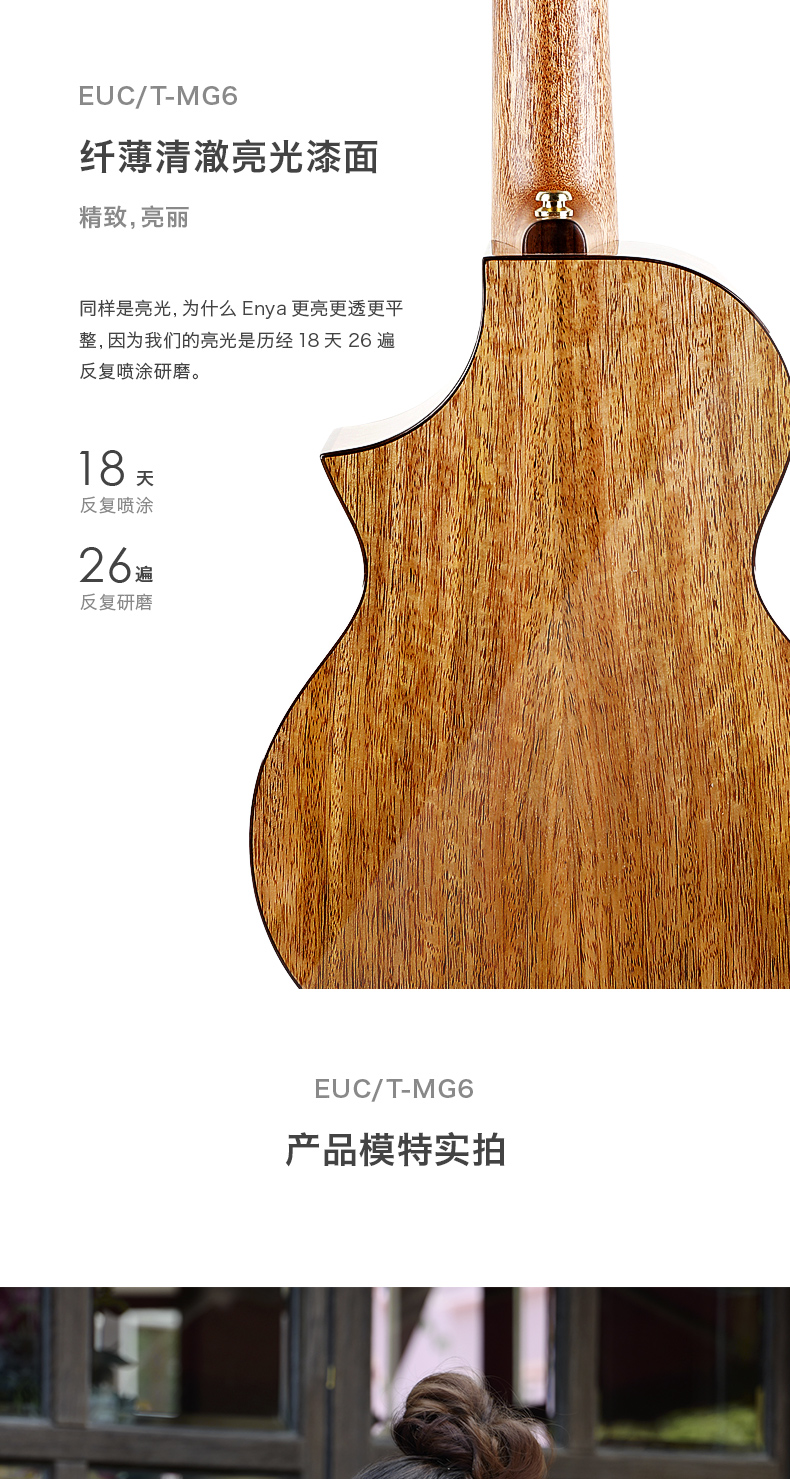 EUC/T-MG6
纤薄清澈亮光漆面
精致,亮丽
同样是亮光,为什么 Enya 更亮更透更平
整,因为我们的亮光是历经 18 天 26 遍
反复喷涂研磨。
18 天
反复喷涂
26遍
反复研磨
EUC/T-MG6
产品模特实拍